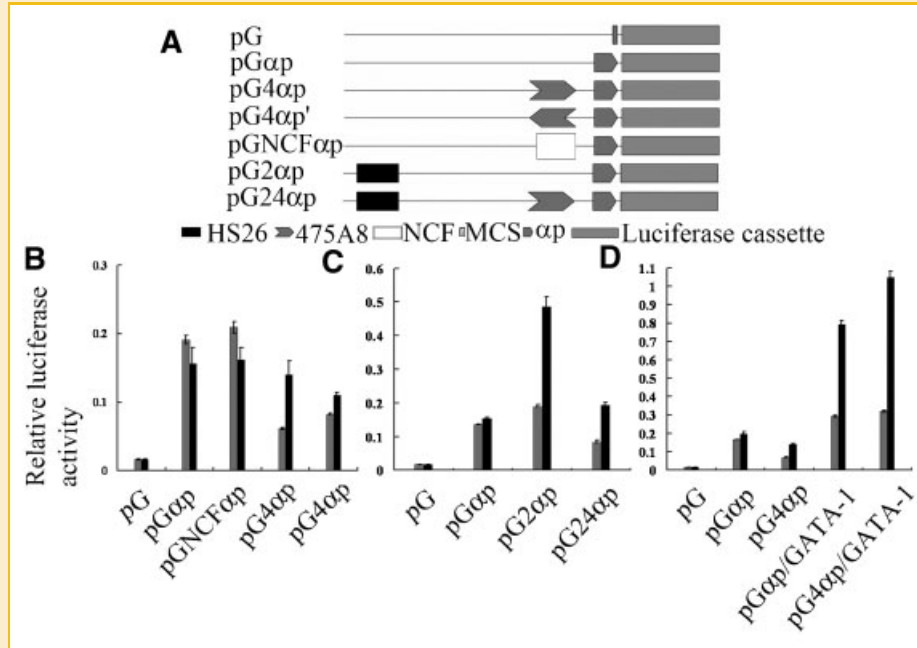 A
pG
pGαp
pG4αp
pG4αp'
pGNCFαp
pG2αp
pG24αp
HS26 475A8 NCF MCS αp Luciferase cassette
B
Relative luciferase
activity
0.3
0.2
0.1
0
pG
pGαp
pGNCFαp
pG4αp
pG4αp
C
0.6
0.5
0.4
0.3
0.2
0.1
0
pG
pGαp
pG2αp
pG24αp
D
1.1
1
0.9
0.8
0.7
0.6
0.5
0.4
0.3
0.2
0.1
0
pG
pGαp
pG4αp
pGαp/GATA-1
pG4αp/GATA-1